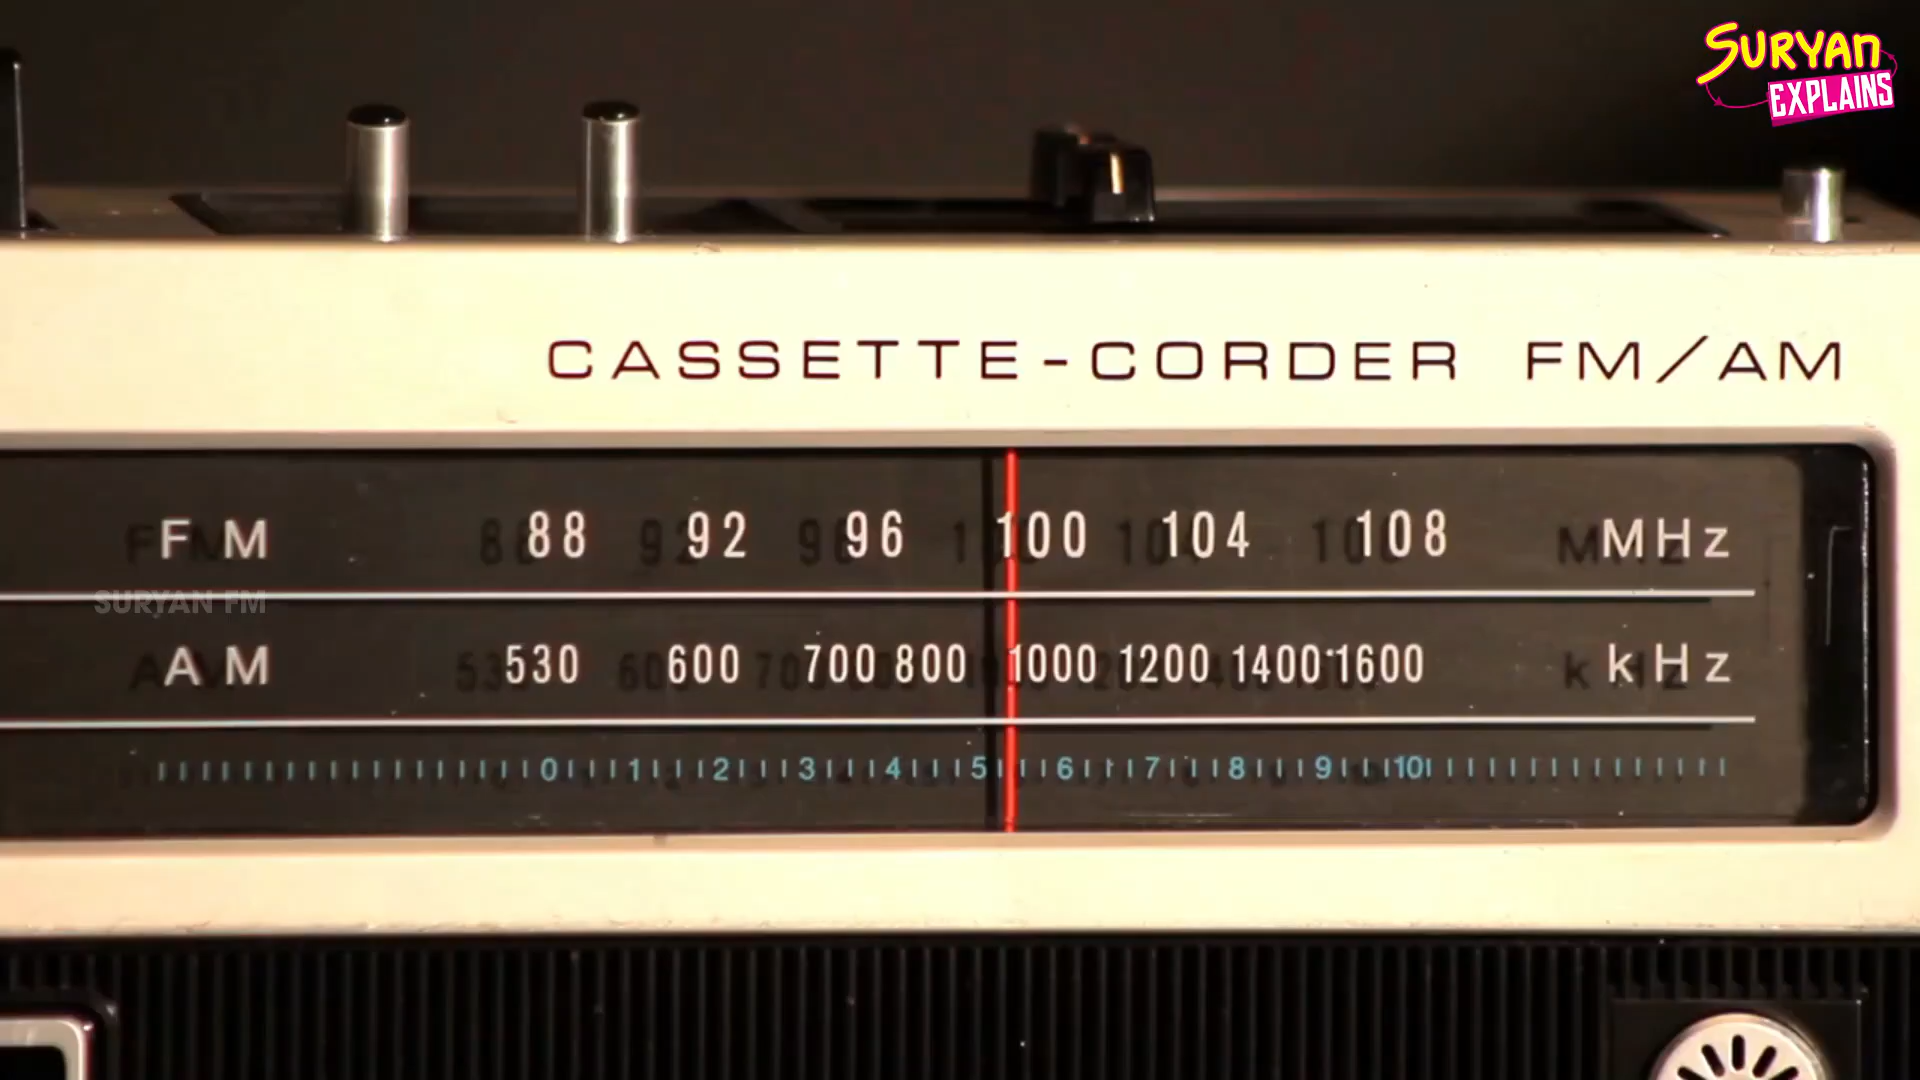 SURYAN
EXPLAINS
CASSETTE-CORDER FM/AM
FM 88 92 96 100 104 108 MHz
SURYAN FM
AM 530 600 700 800 1000 1200 1400 1600 kHz
0 1 2 3 4 5 6 7 8 9 10